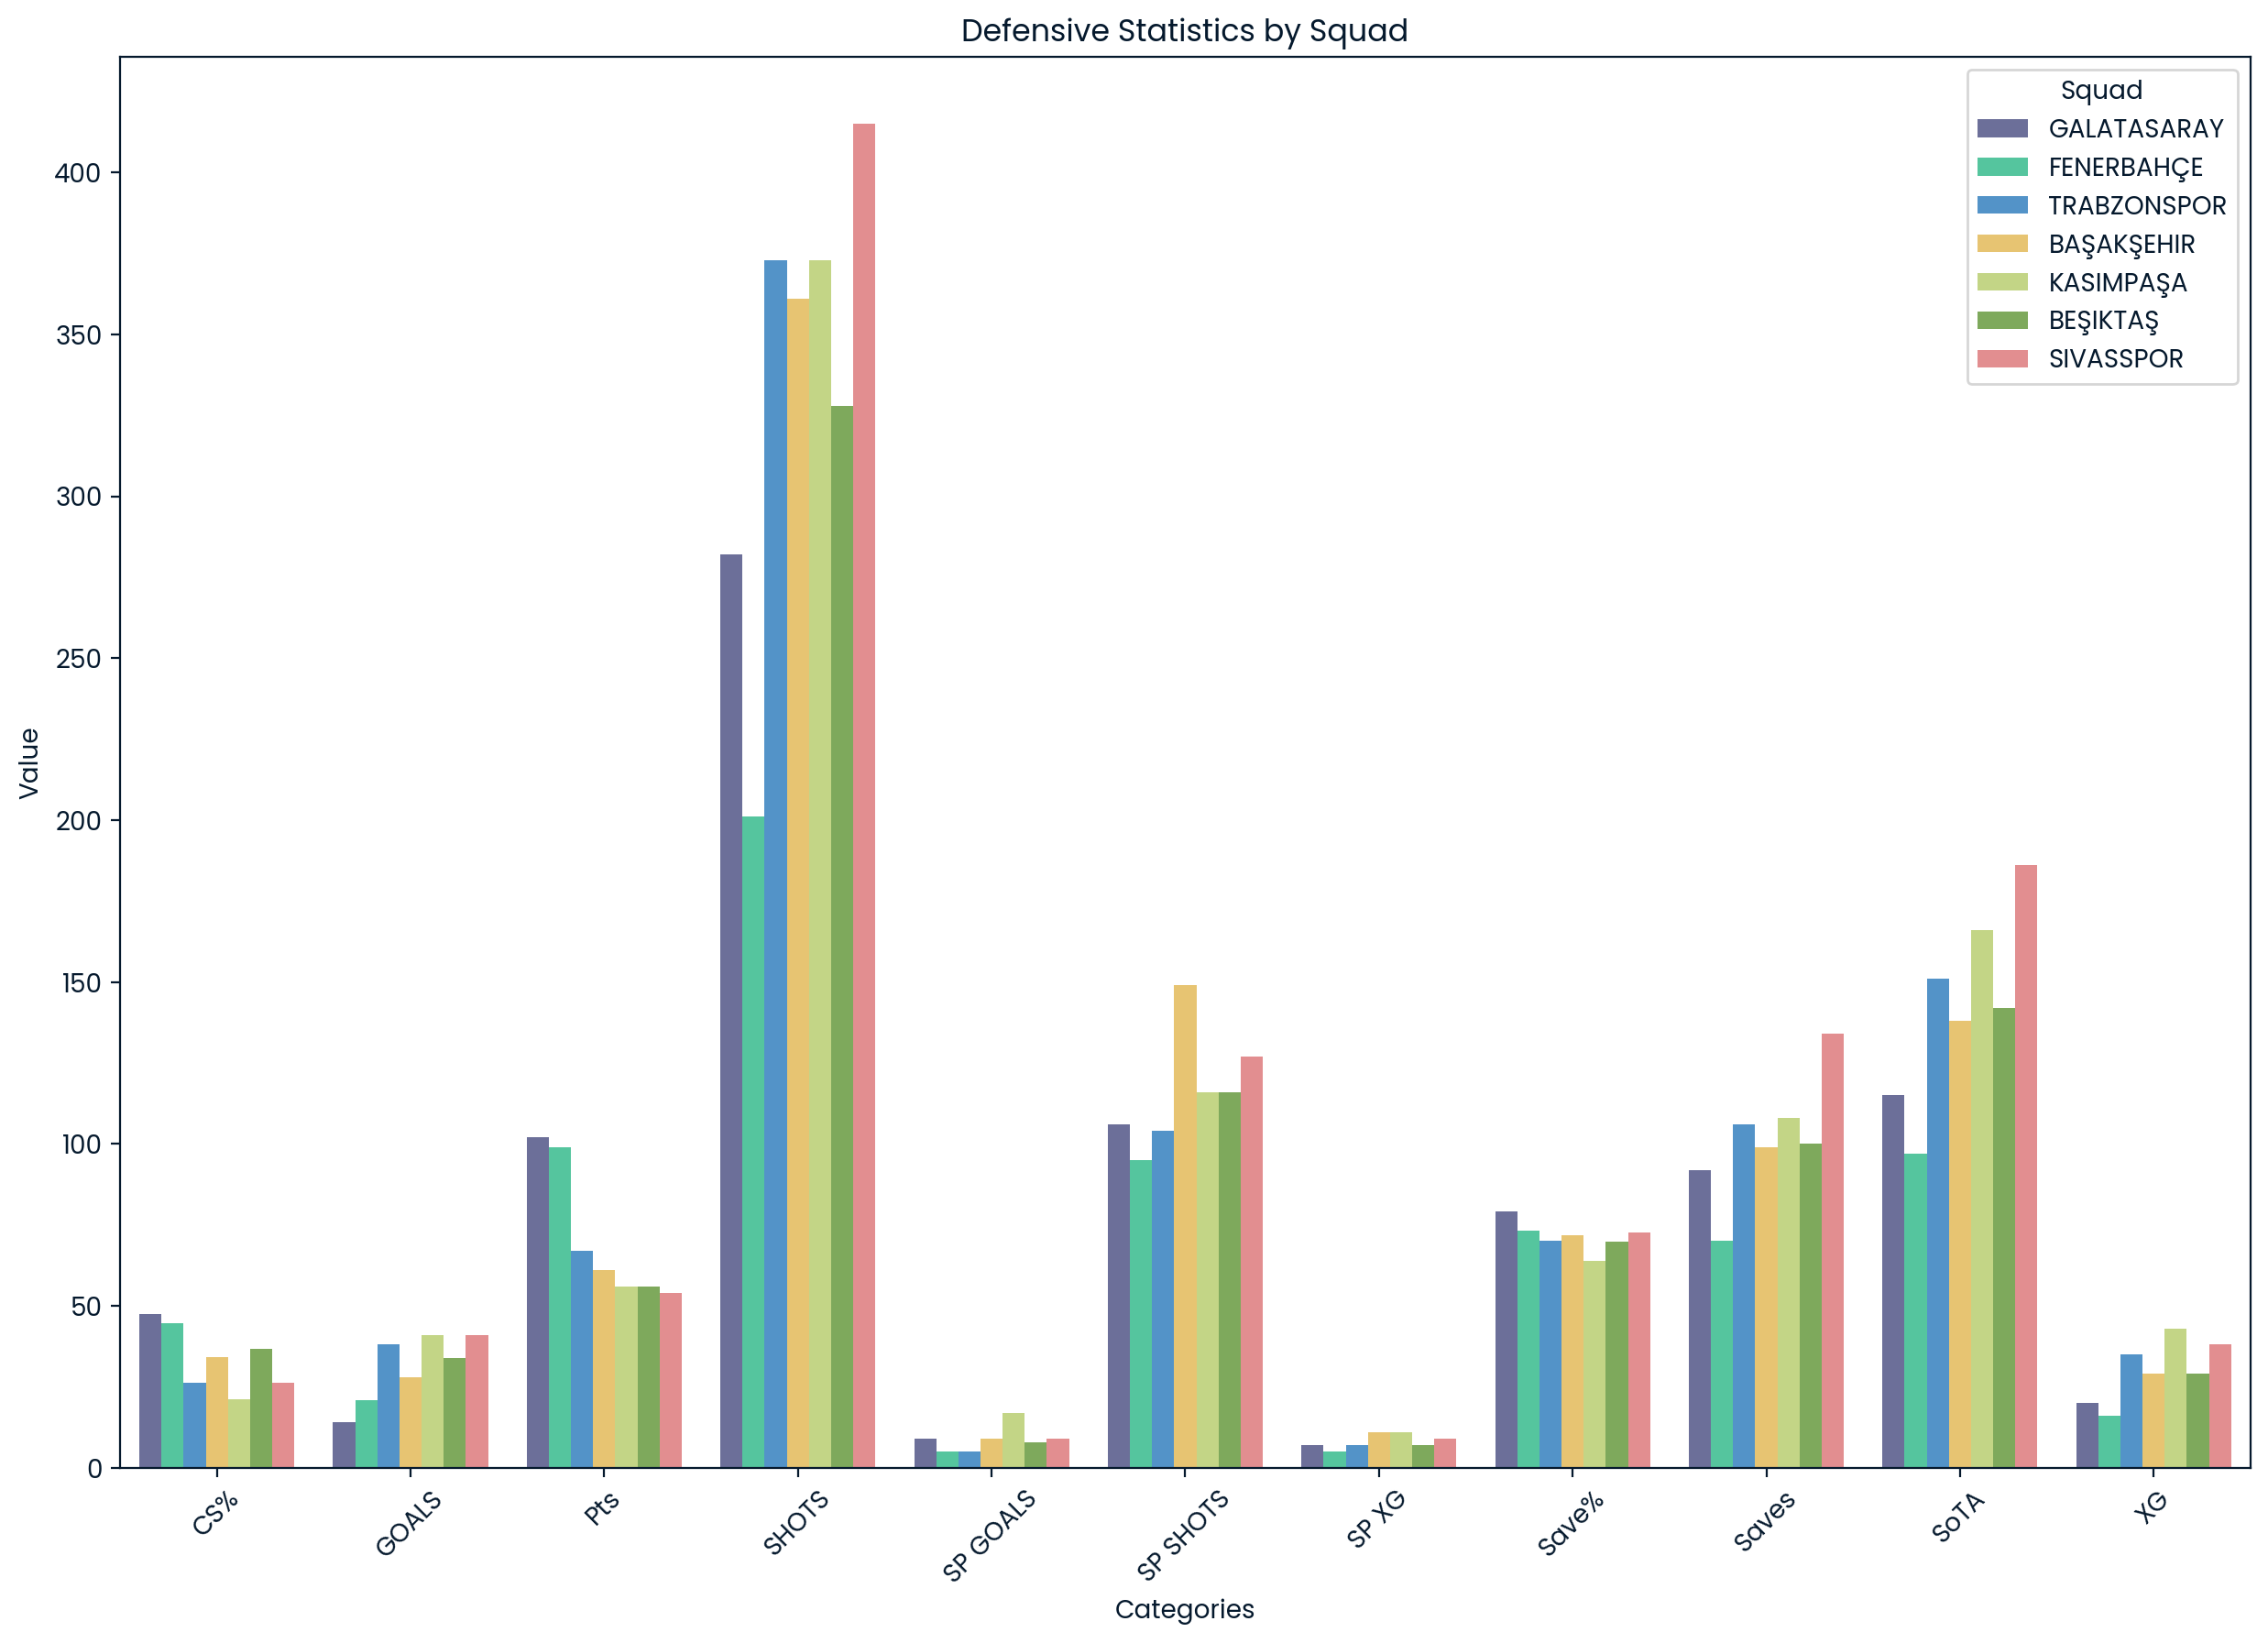 Defensive Statistics by Squad
Squad
GALATASARAY
FENERBAHÇE
TRABZONSPOR
BAŞAKŞEHIR
KASIMPAŞA
BEŞIKTAŞ
SIVASSPOR
Value
400
350
300
250
200
150
100
50
0
CS%
GOALS
Pts
SHOTS
SP GOALS
SP SHOTS
SP XG
Save%
Saves
SoTA
XG
Categories